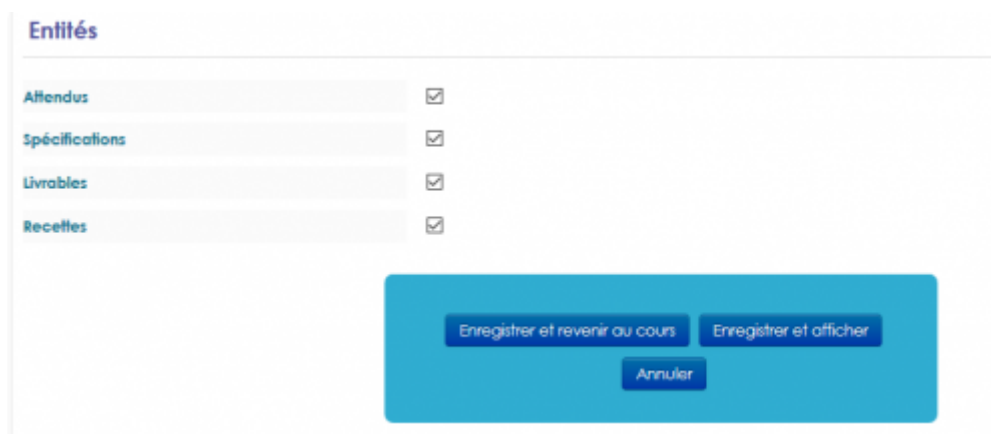 Entités
Attendus
Spécifications
Livrables
Recettes
Enregistrer et revenir au cours Enregistrer et afficher
Annuler